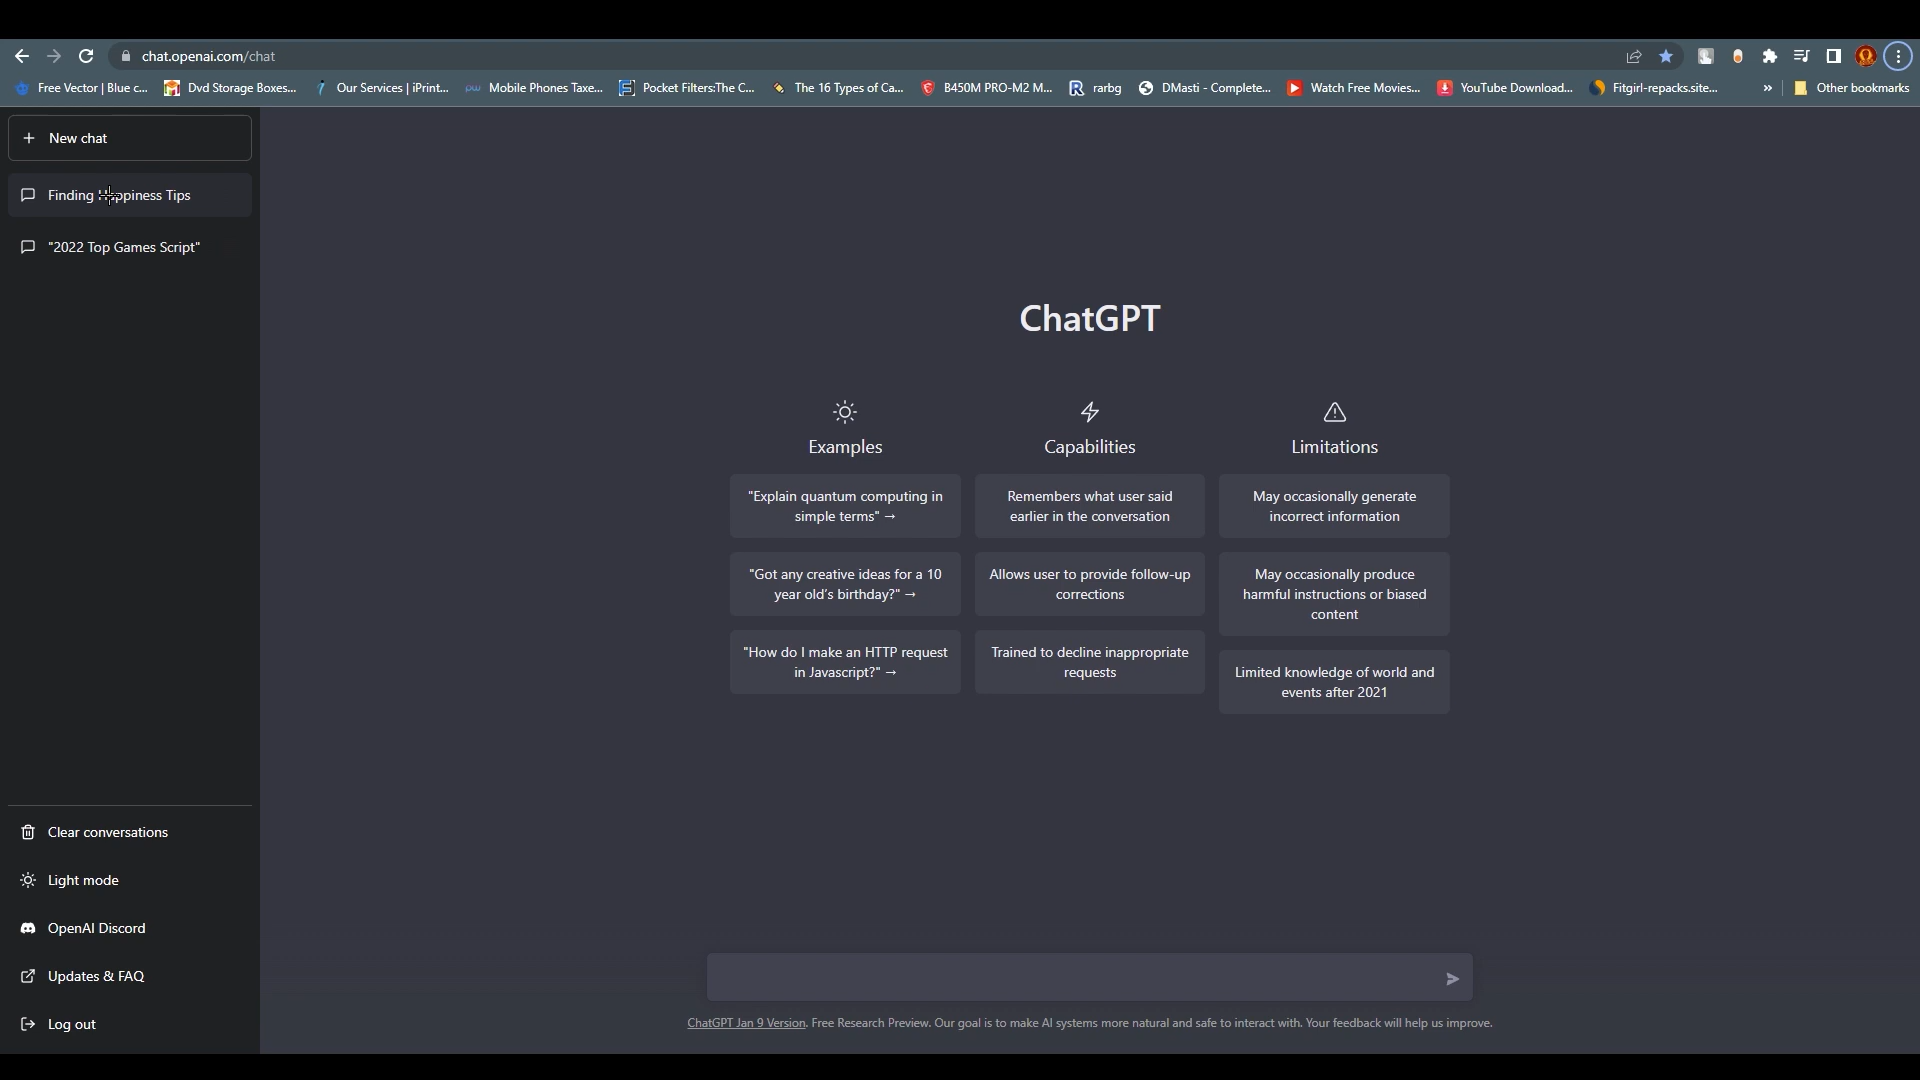 chat.openai.com/chat
Free Vector | Blue c...
Dvd Storage Boxes...
Our Services | iPrint...
Mobile Phones Taxe...
Pocket Filters:The C...
The 16 Types of Ca...
B450M PRO-M2 M...
rarbg
DMasti - Complete...
Watch Free Movies...
YouTube Download...
Fitgirl-repacks.site...
»
Other bookmarks
+ New chat
Finding Happiness Tips
"2022 Top Games Script"
Clear conversations
Light mode
OpenAI Discord
Updates & FAQ
Log out
ChatGPT
Examples
"Explain quantum computing in
simple terms" →
"Got any creative ideas for a 10
year old's birthday?" →
"How do I make an HTTP request
in Javascript?" →
Capabilities
Remembers what user said
earlier in the conversation
Allows user to provide follow-up
corrections
Trained to decline inappropriate
requests
Limitations
May occasionally generate
incorrect information
May occasionally produce
harmful instructions or biased
content
Limited knowledge of world and
events after 2021
ChatGPT Jan 9 Version. Free Research Preview. Our goal is to make AI systems more natural and safe to interact with. Your feedback will help us improve.